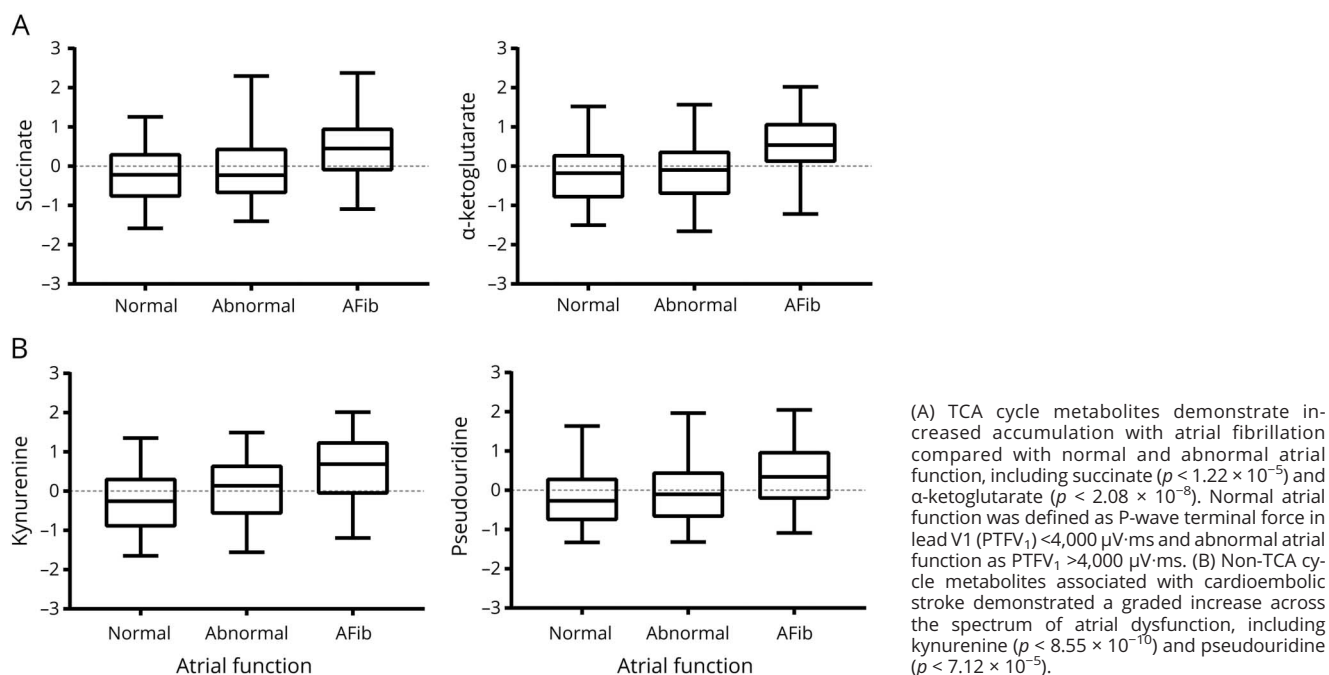 A
3
2
1
0
–1
–2
–3
Succinate
Normal
Abnormal
AFib
3
2
1
0
–1
–2
–3
α-ketoglutarate
Normal
Abnormal
AFib
B
3
2
1
0
–1
–2
–3
Kynurenine
Normal
Abnormal
AFib
Atrial function
3
2
1
0
–1
–2
–3
Pseudouridine
Normal
Abnormal
AFib
Atrial function
(A) TCA cycle metabolites demonstrate in-
creased accumulation with atrial fibrillation
compared with normal and abnormal atrial
function, including succinate (p < 1.22 × 10⁻⁵) and
α-ketoglutarate (p < 2.08 × 10⁻⁸). Normal atrial
function was defined as P-wave terminal force in
lead V1 (PTFV₁) <4,000 μV·ms and abnormal atrial
function as PTFV₁ >4,000 μV·ms. (B) Non-TCA cy-
cle metabolites associated with cardioembolic
stroke demonstrated a graded increase across
the spectrum of atrial dysfunction, including
kynurenine (p < 8.55 × 10⁻¹⁰) and pseudouridine
(p < 7.12 × 10⁻⁵).